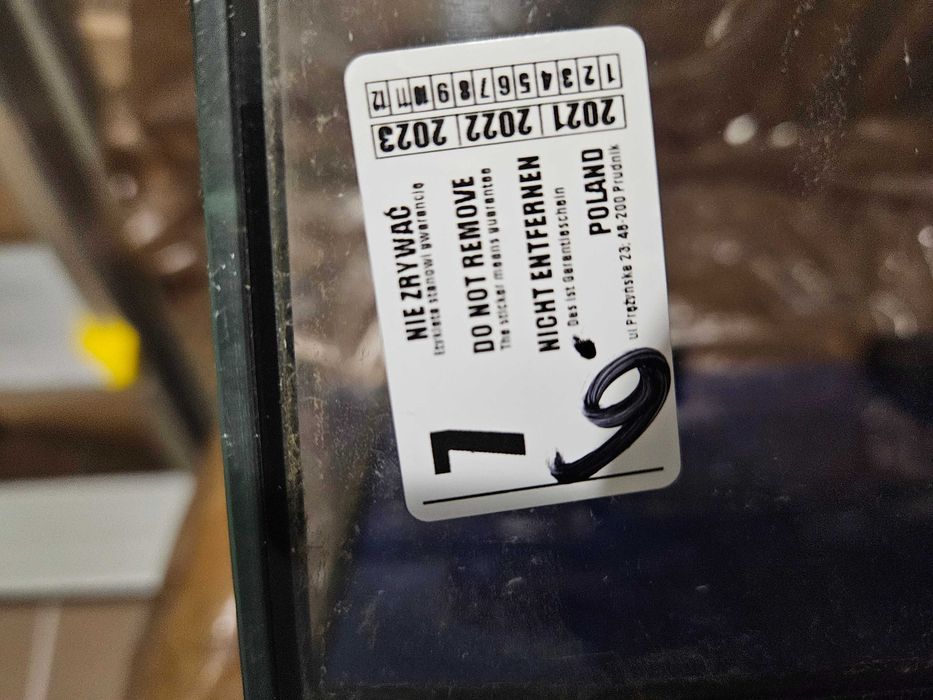 NIE ZRYWAĆ
Etykieta stanowi gwarancję
DO NOT REMOVE
The sticker means guarantee
NICHT ENTFERNEN
Das ist Garantieschein
POLAND
ul Prężyńska 23; 48-200 Prudnik
7
6
2021 2022 2023
1 2 3 4 5 6 7 8 9 10 11 12